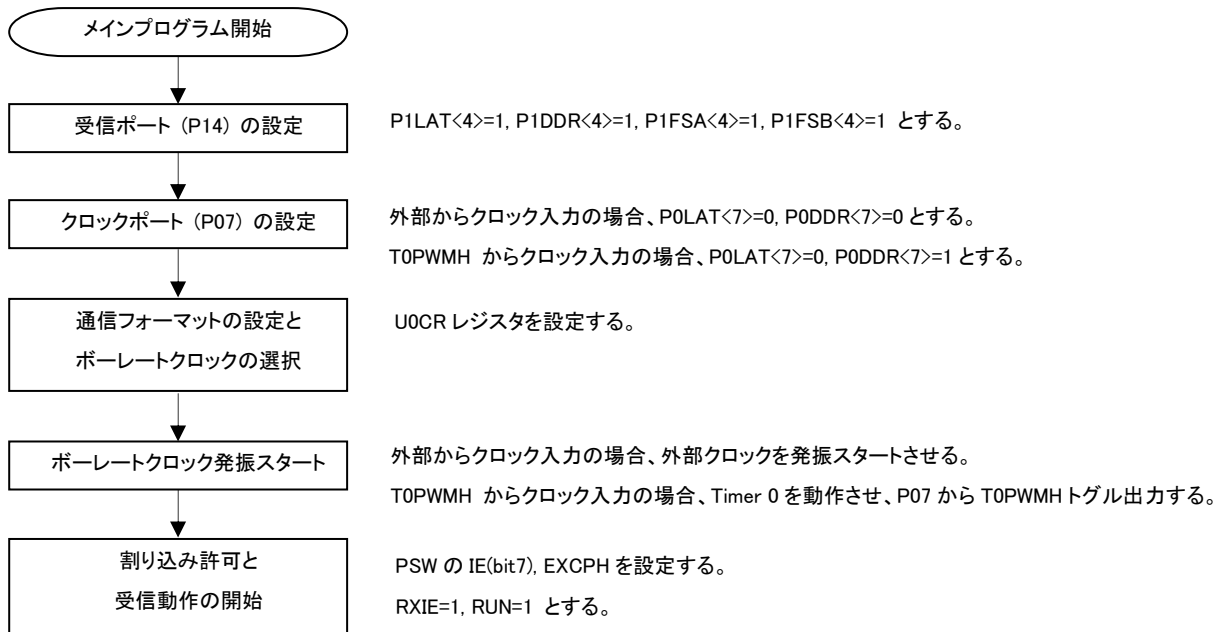 メインプログラム開始
受信ポート (P14) の設定
P1LAT<4>=1, P1DDR<4>=1, P1FSA<4>=1, P1FSB<4>=1 とする。
クロックポート (P07) の設定
外部からクロック入力の場合、P0LAT<7>=0, P0DDR<7>=0 とする。
T0PWMH からクロック入力の場合、P0LAT<7>=0, P0DDR<7>=1 とする。
通信フォーマットの設定と
ボーレートクロックの選択
U0CR レジスタを設定する。
ボーレートクロック発振スタート
外部からクロック入力の場合、外部クロックを発振スタートさせる。
T0PWMH からクロック入力の場合、Timer 0 を動作させ、P07 から T0PWMH トグル出力する。
割り込み許可と
受信動作の開始
PSW の IE(bit7), EXCPH を設定する。
RXIE=1, RUN=1 とする。